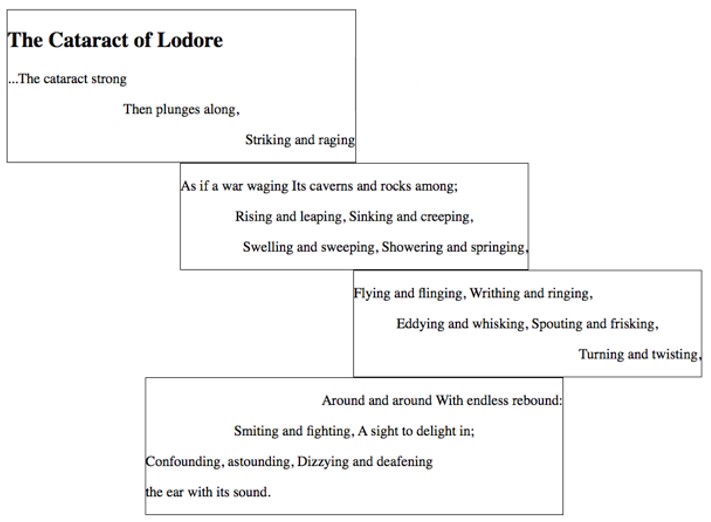 The Cataract of Lodore
...The cataract strong
Then plunges along,
Striking and raging
As if a war waging Its caverns and rocks among;
Rising and leaping, Sinking and creeping,
Swelling and sweeping, Showering and springing,
Flying and flinging, Writhing and ringing,
Eddying and whisking, Spouting and frisking,
Turning and twisting,
Around and around With endless rebound:
Smiting and fighting, A sight to delight in;
Confounding, astounding, Dizzying and deafening
the ear with its sound.